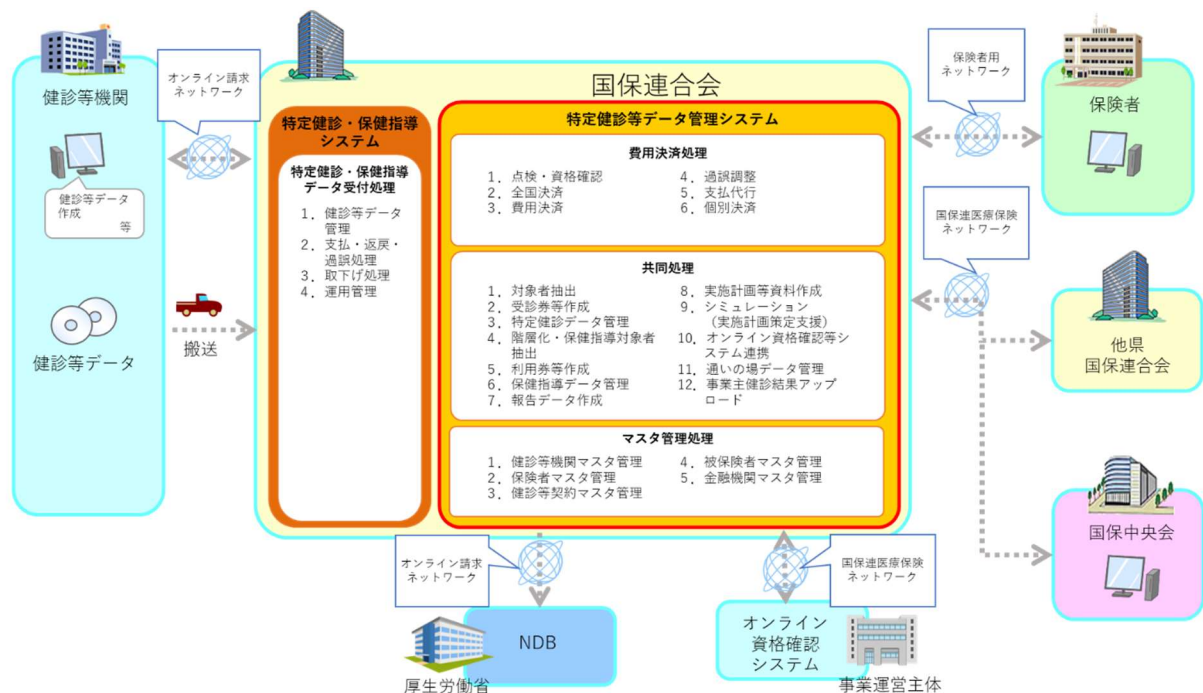 健診等機関
オンライン請求
ネットワーク
健診等データ
作成
等
健診等データ
搬送
国保連合会
特定健診・保健指導
システム
特定健診・保健指導
データ受付処理
1. 健診等データ
管理
2. 支払・返戻・
過誤処理
3. 取下げ処理
4. 運用管理
特定健診等データ管理システム
費用決済処理
1. 点検・資格確認
2. 全国決済
3. 費用決済
4. 過誤調整
5. 支払代行
6. 個別決済
共同処理
1. 対象者抽出
2. 受診券等作成
3. 特定健診データ管理
4. 階層化・保健指導対象者
抽出
5. 利用券等作成
6. 保健指導データ管理
7. 報告データ作成
8. 実施計画等資料作成
9. シミュレーション
(実施計画策定支援)
10. オンライン資格確認等シ
ステム連携
11. 通いの場データ管理
12. 事業主健診結果アップ
ロード
マスタ管理処理
1. 健診等機関マスタ管理
2. 保険者マスタ管理
3. 健診等契約マスタ管理
4. 被保険者マスタ管理
5. 金融機関マスタ管理
保険者用
ネットワーク
保険者
国保連医療保険
ネットワーク
他県
国保連合会
国保中央会
オンライン請求
ネットワーク
国保連医療保険
ネットワーク
NDB
厚生労働省
オンライン
資格確認
システム
事業運営主体